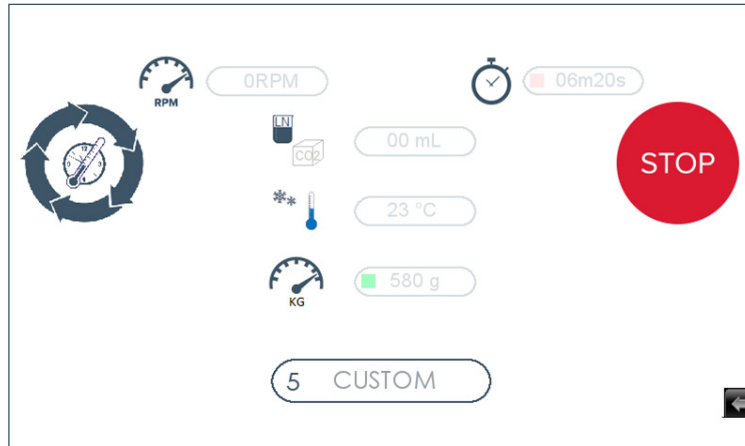 0RPM
06m20s
RPM
LN
CO2
00 mL
STOP
23 °C
580 g
KG
5 CUSTOM